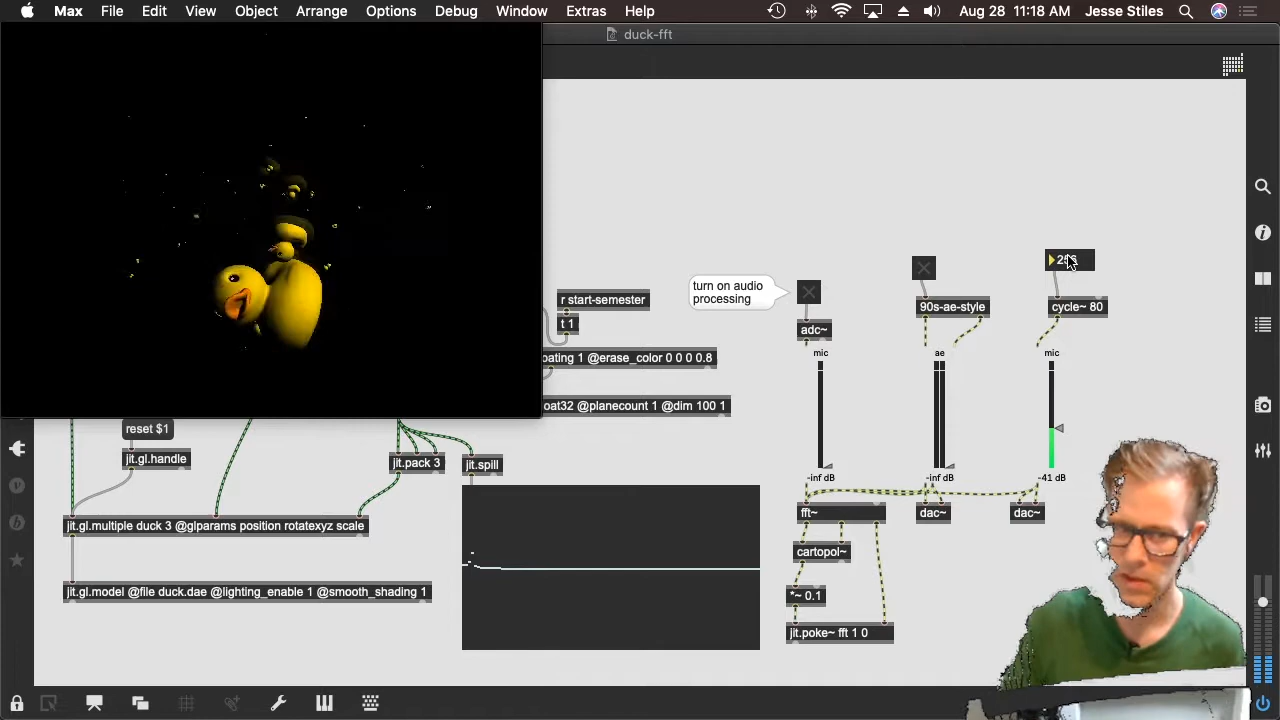 Max File Edit View Object Arrange Options Debug Window Extras Help
Aug 28 11:18 AM Jesse Stiles
duck-fft
r start-semester
t 1
pating 1 @erase_color 0 0 0 0.8
oat32 @planecount 1 @dim 100 1
turn on audio
processing
adc~
90s-ae-style
cycle~ 80
mic
ae
mic
-inf dB
-inf dB
-41 dB
fft~
dac~
dac~
cartopol~
*~ 0.1
jit.poke~ fft 1 0
reset $1
jit.gl.handle
jit.pack 3
jit.spill
jit.gl.multiple duck 3 @glparams position rotatexyz scale
jit.gl.model @file duck.dae @lighting_enable 1 @smooth_shading 1